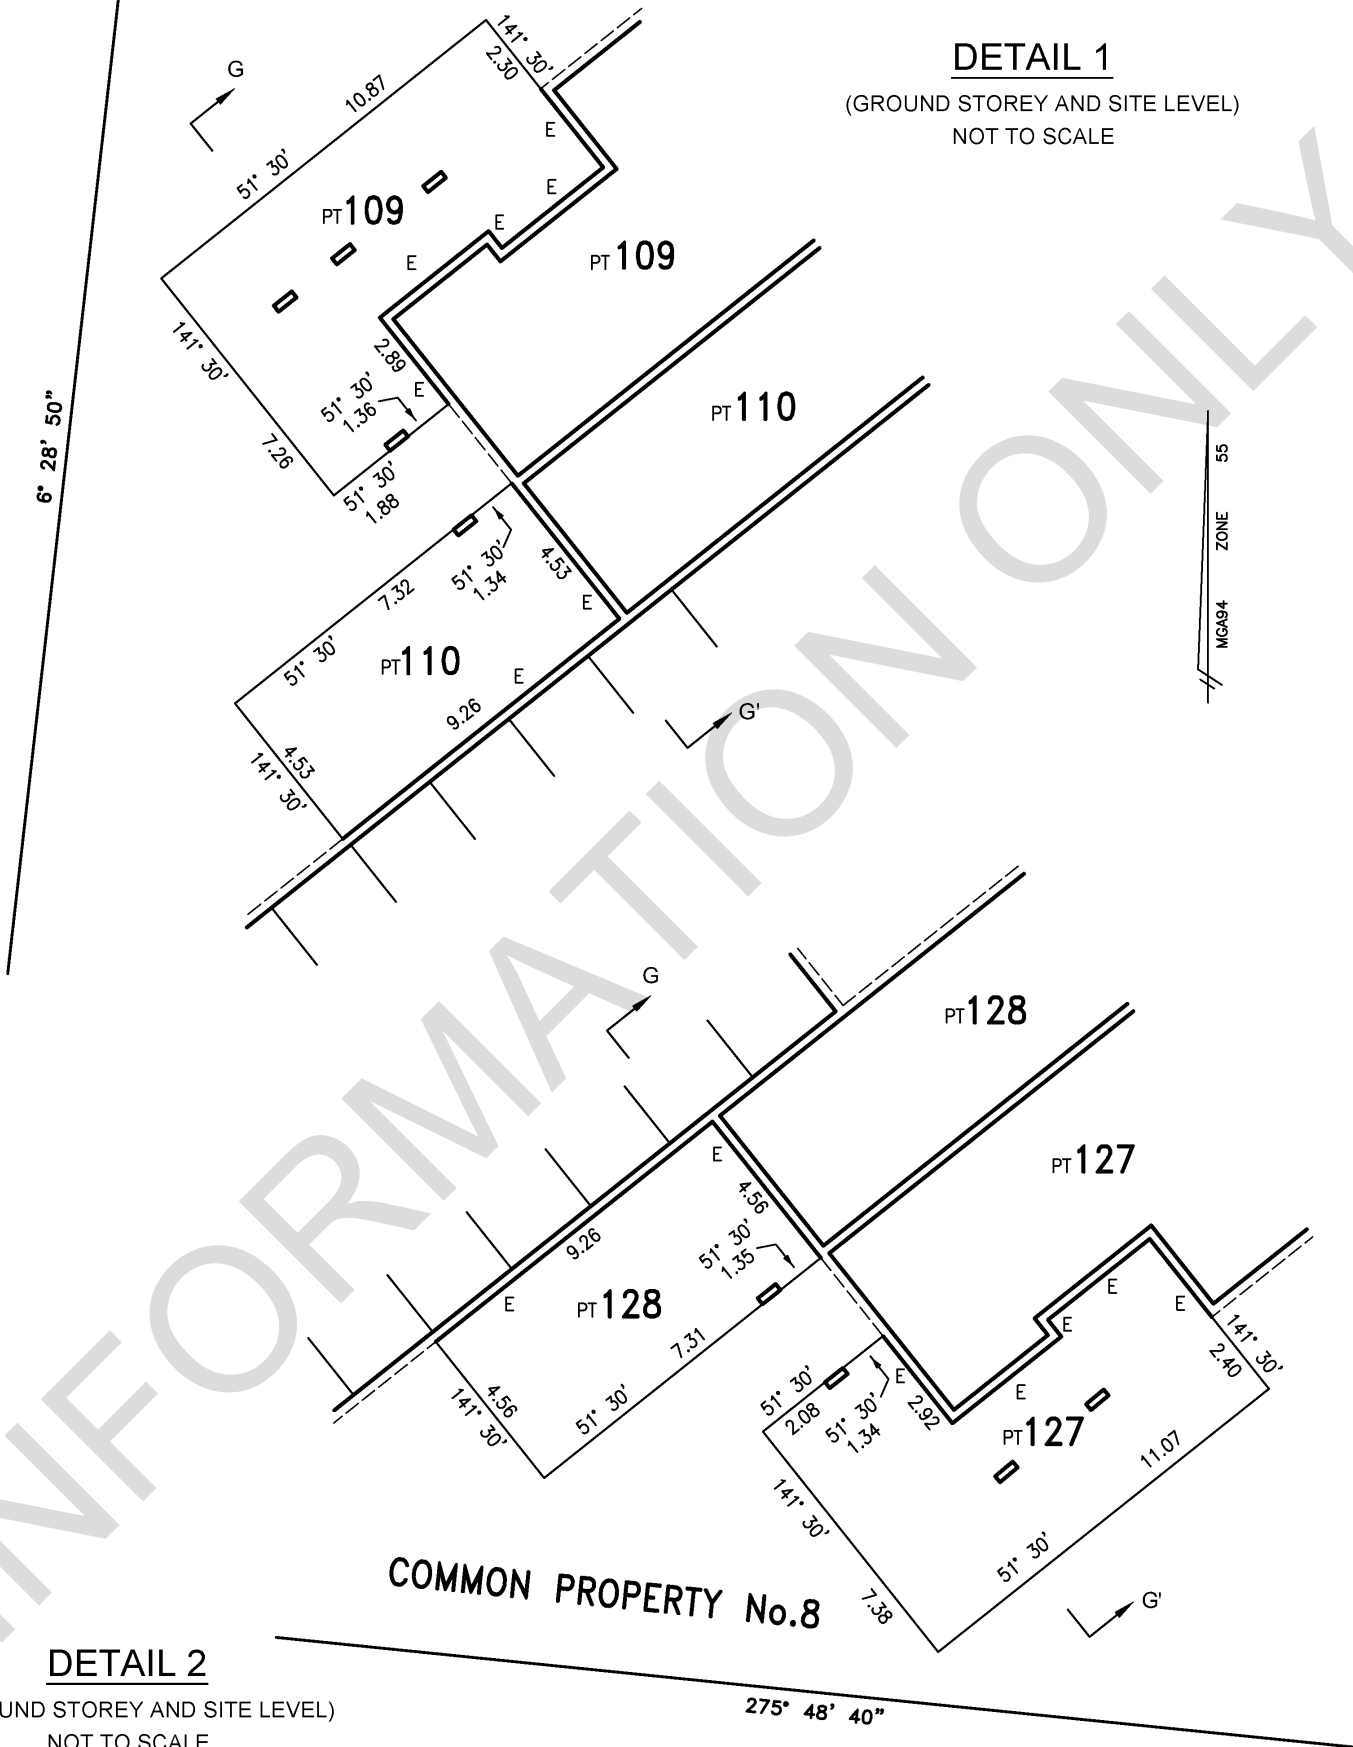 DETAIL 1
(GROUND STOREY AND SITE LEVEL)
NOT TO SCALE
141° 30'
2.30
G
10.87
51° 30'
E
E
E
E
PT109
PT109
141° 30'
2.89
E
51° 30'
1.36
7.26
51° 30'
1.88
PT110
6° 28' 50"
MGA94 ZONE 55
51° 30'
1.34
4.53
E
7.32
51° 30'
PT110
E
9.26
4.53
141° 30'
G'
G
PT128
PT127
E
4.56
51° 30'
1.35
9.26
E
PT128
7.31
51° 30'
4.56
141° 30'
51° 30'
2.08
51° 30'
1.34
E
2.92
E
E
E
E
141° 30'
2.40
PT127
11.07
51° 30'
141° 30'
7.38
G'
COMMON PROPERTY No.8
275° 48' 40"
DETAIL 2
UND STOREY AND SITE LEVEL)
NOT TO SCALE
INFORMATION ONLY